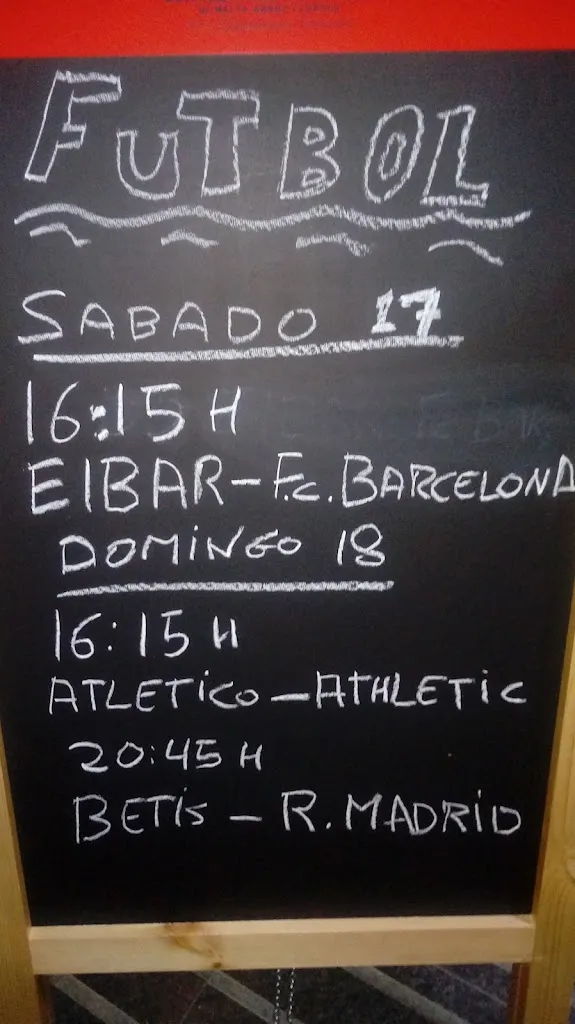 FUTBOL
SABADO 17
16:15 H
EIBAR - F.C. BARCELONA
DOMiNGO 18
16:15 H
ATLETiCO - ATHLETiC
20:45 H
BETiS - R. MADRiD